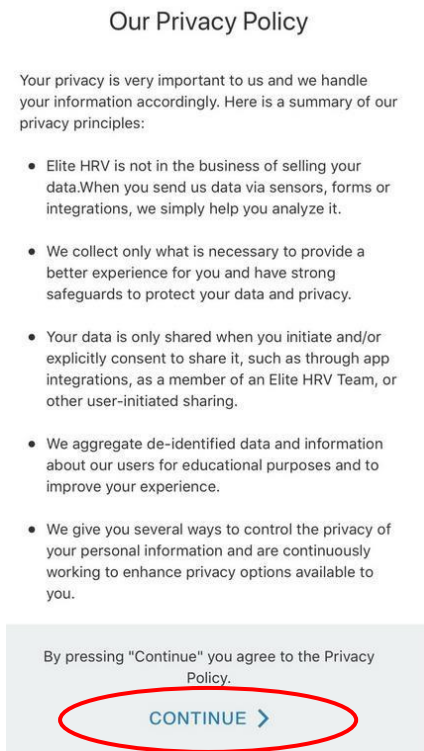 Our Privacy Policy
Your privacy is very important to us and we handle
your information accordingly. Here is a summary of our
privacy principles:
• Elite HRV is not in the business of selling your
data.When you send us data via sensors, forms or
integrations, we simply help you analyze it.
• We collect only what is necessary to provide a
better experience for you and have strong
safeguards to protect your data and privacy.
• Your data is only shared when you initiate and/or
explicitly consent to share it, such as through app
integrations, as a member of an Elite HRV Team, or
other user-initiated sharing.
• We aggregate de-identified data and information
about our users for educational purposes and to
improve your experience.
• We give you several ways to control the privacy of
your personal information and are continuously
working to enhance privacy options available to
you.
By pressing "Continue" you agree to the Privacy
Policy.
CONTINUE >